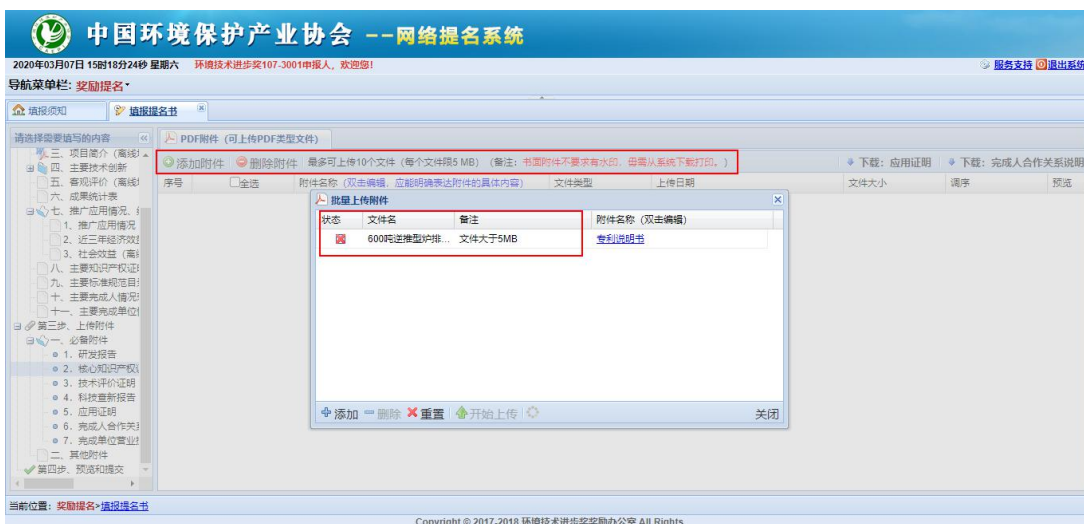 中国环境保护产业协会 --网络提名系统
2020年03月07日 15时18分24秒 星期六 环境技术进步奖107-3001申报人，欢迎您!
服务支持 退出系统
导航菜单栏: 奖励提名
填报须知 填报提名书
请选择需要填写的内容
PDF附件 (可上传PDF类型文件)
添加附件 删除附件 最多可上传10个文件 (每个文件限5 MB) (备注: 书面附件不要求有水印，毋需从系统下载打印。)
下载: 应用证明 下载: 完成人合作关系说明
序号 全选 附件名称 (双击编辑，应能明确表达附件的具体内容) 文件类型 上传日期 文件大小 调序 预览
三、项目简介 (离线
四、主要技术创新
五、客观评价 (离线
六、成果统计表
七、推广应用情况、
1、推广应用情况
2、近三年经济效
3、社会效益 (离
八、主要知识产权证
九、主要标准规范目
十、主要完成人情况
十一、主要完成单位
第三步、上传附件
一、必备附件
1. 研发报告
2. 核心知识产权
3. 技术评价证明
4. 科技查新报告
5. 应用证明
6. 完成人合作关
7. 完成单位营业
二、其他附件
第四步、预览和提交
批量上传附件
状态 文件名 备注 附件名称 (双击编辑)
600吨逆推型炉排... 文件大于5MB 专利说明书
添加 删除 重置 开始上传 关闭
当前位置: 奖励提名>填报提名书
Copyright © 2017-2018 环境技术进步奖奖励办公室 All Rights